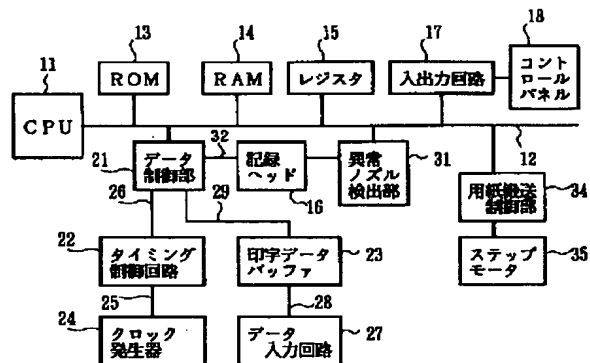 13
14
15
17
18
11
ROM
RAM
レジスタ
入出力回路
コント
ロール
パネル
CPU
32
12
21
データ
制御部
記録
ヘッド
異常
ノズル
検出部
31
16
用紙搬送
制御部
34
26
29
22
タイミング
制御回路
印字データ
バッファ
23
ステップ
モータ
35
25
28
24
クロック
発生器
データ
入力回路
27